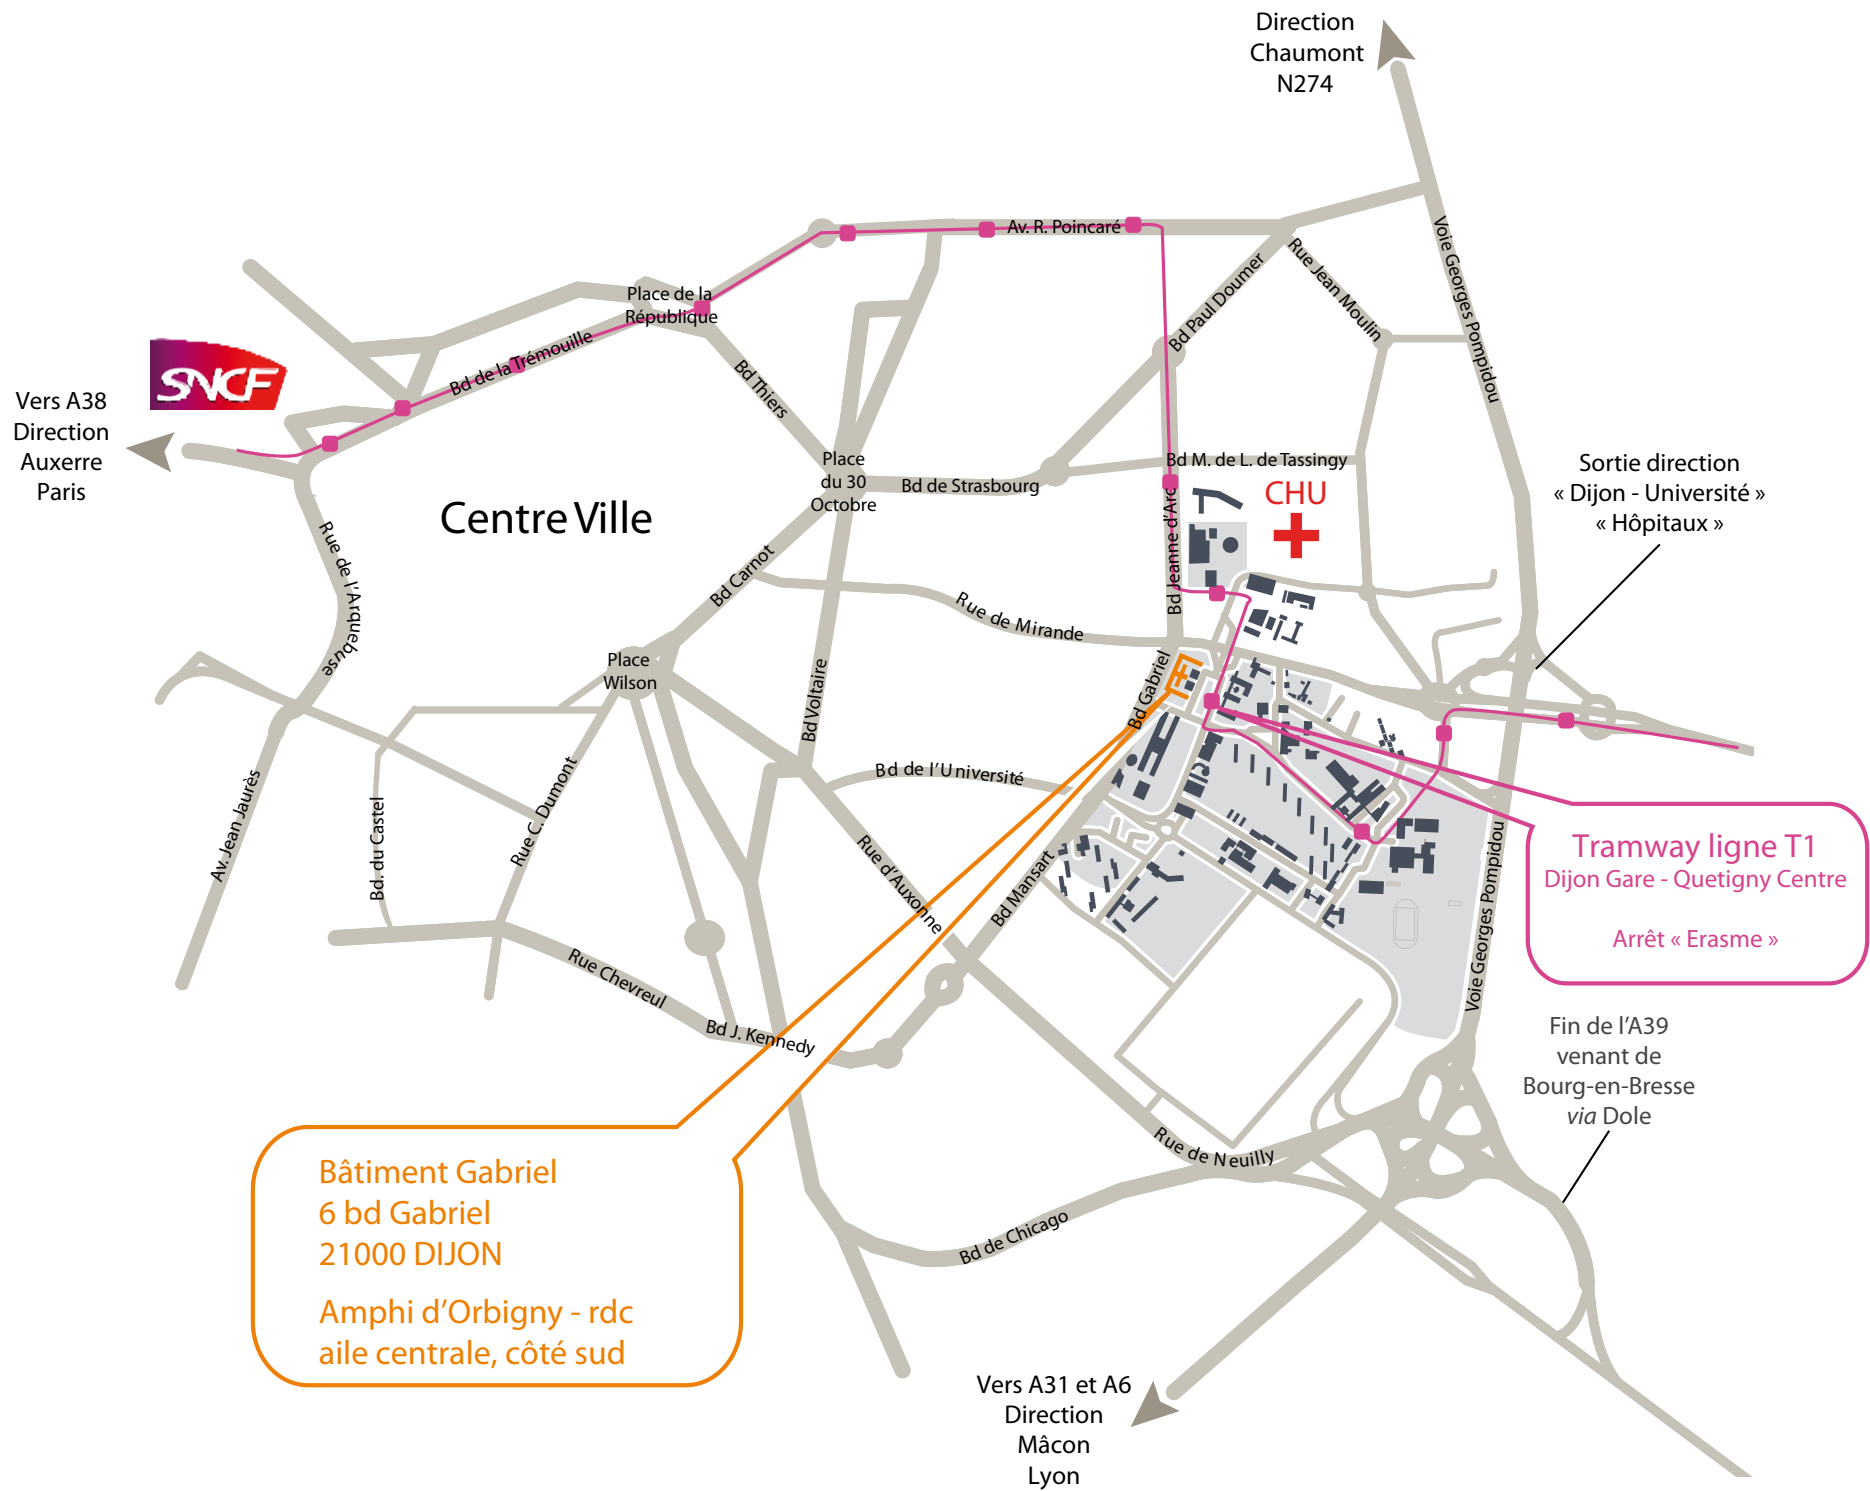 Direction
Chaumont
N274
Av. R. Poincaré
Voie Georges Pompidou
Rue Jean Moulin
Bd Paul Doumer
Place de la
République
Bd de la Trémouille
SNCF
Bd Thiers
Vers A38
Direction
Auxerre
Paris
Centre Ville
Place
du 30
Octobre
Bd de Strasbourg
Bd M. de L. de Tassingy
CHU
Sortie direction
« Dijon - Université »
« Hôpitaux »
Bd Jeanne d'Arc
Rue de l'Arquebuse
Bd Carnot
Rue de Mirande
Place
Wilson
Bd Voltaire
Bd Gabriel
Bd de l'Université
Av. Jean Jaurès
Bd. du Castel
Rue C. Dumont
Rue d'Auxonne
Bd Mansart
Voie Georges Pompidou
Tramway ligne T1
Dijon Gare - Quetigny Centre
Arrêt « Erasme »
Rue Chevreul
Bd J. Kennedy
Fin de l'A39
venant de
Bourg-en-Bresse
via Dole
Rue de Neuilly
Bd de Chicago
Bâtiment Gabriel
6 bd Gabriel
21000 DIJON
Amphi d'Orbigny - rdc
aile centrale, côté sud
Vers A31 et A6
Direction
Mâcon
Lyon